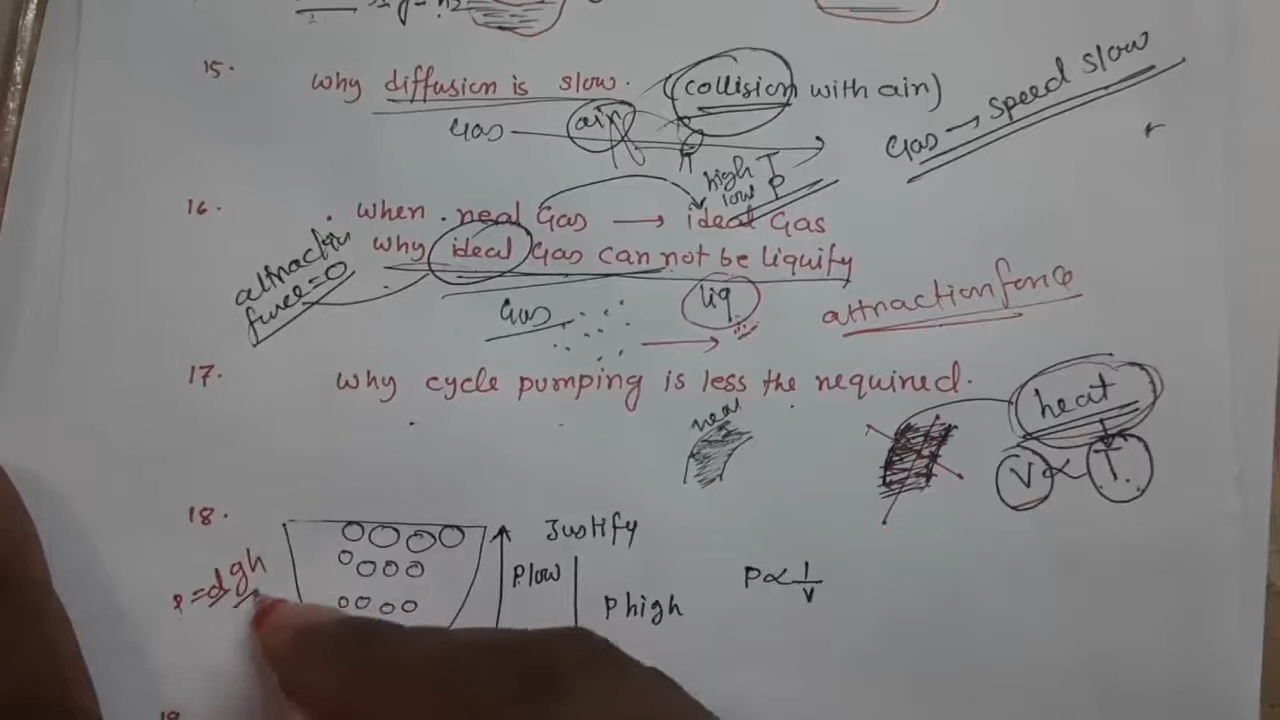 15. Why diffusion is slow. (collision with air)
Gas air
Gas → speed slow
high T
low P
16. When real Gas → ideal Gas
why ideal Gas cannot be liquify
attraction
force=0
Gas liq
attraction force
17. Why cycle pumping is less the required.
near
heat
V ∝ T
18. Justify
P=dgh
P low
P high
P ∝ 1/V